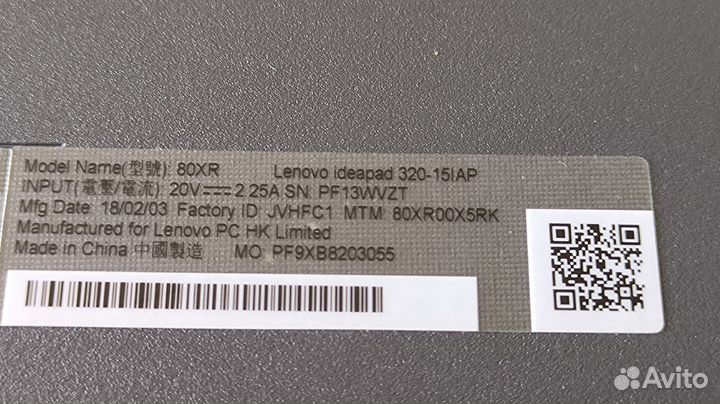 Model Name(型號): 80XR Lenovo ideapad 320-15IAP
INPUT(電壓/電流): 20V⎓2.25A SN: PF13WVZT
Mfg Date: 18/02/03 Factory ID: JVHFC1 MTM: 80XR00X5RK
Manufactured for Lenovo PC HK Limited
Made in China 中國製造 MO: PF9XB8203055
Avito